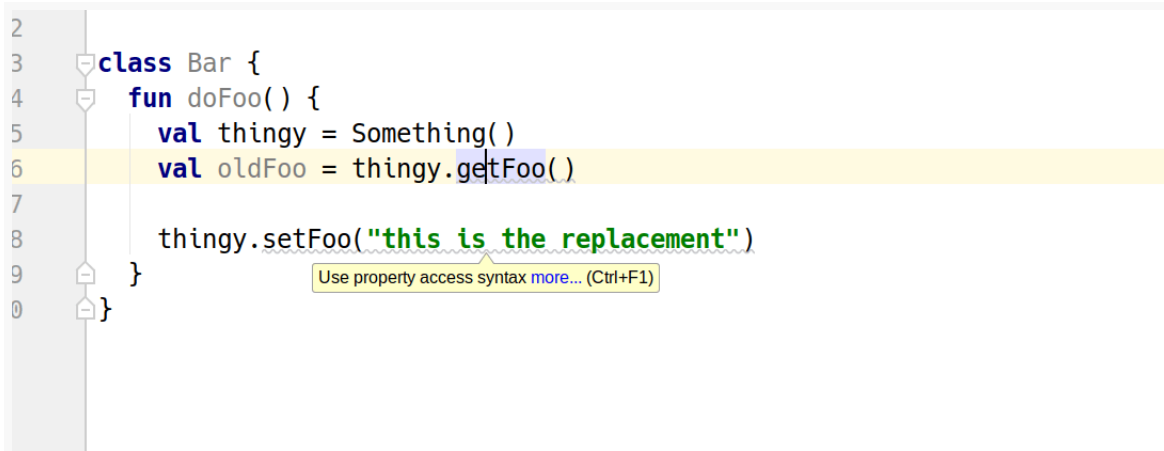 2
3 class Bar {
4 fun doFoo() {
5 val thingy = Something()
6 val oldFoo = thingy.getFoo()
7
8 thingy.setFoo("this is the replacement")
9 }
Use property access syntax more... (Ctrl+F1)
0 }